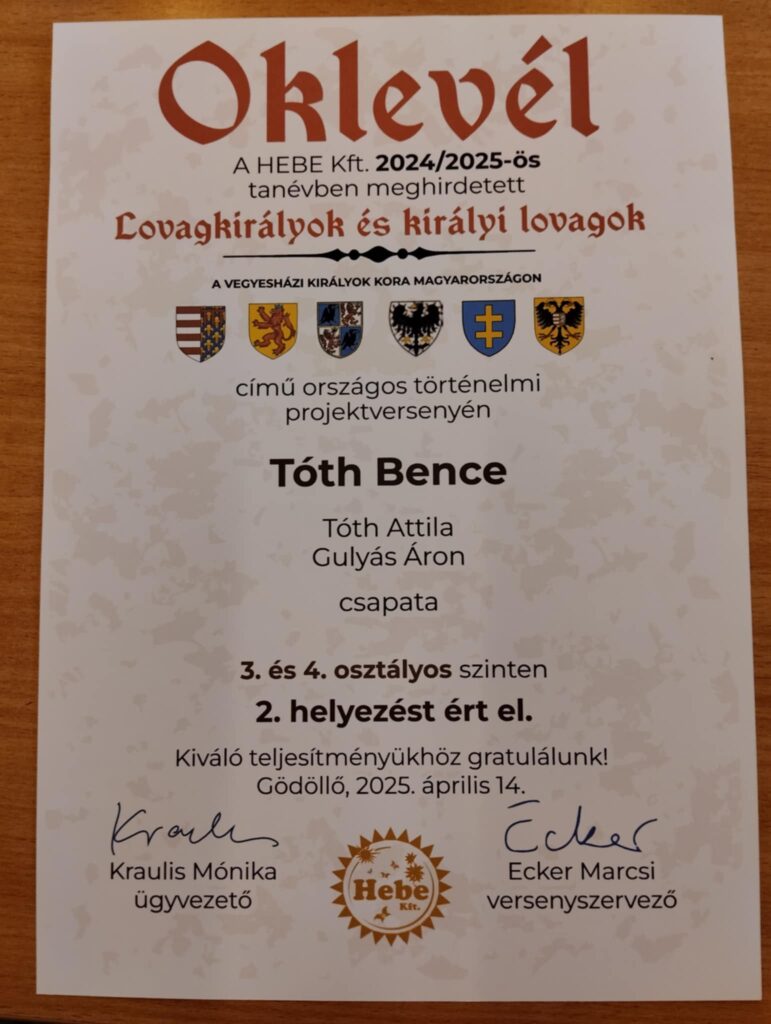 Oklevél
A HEBE Kft. 2024/2025-ös
tanévben meghirdetett
Lovagkirályok és királyi lovagok
A VEGYESHÁZI KIRÁLYOK KORA MAGYARORSZÁGON
című országos történelmi
projektversenyén
Tóth Bence
Tóth Attila
Gulyás Áron
csapata
3. és 4. osztályos szinten
2. helyezést ért el.
Kiváló teljesítményükhöz gratulálunk!
Gödöllő, 2025. április 14.
Kraulis
Ecker
Kraulis Mónika
Ecker Marcsi
ügyvezető
versenyszervező
Hebe
Kft.